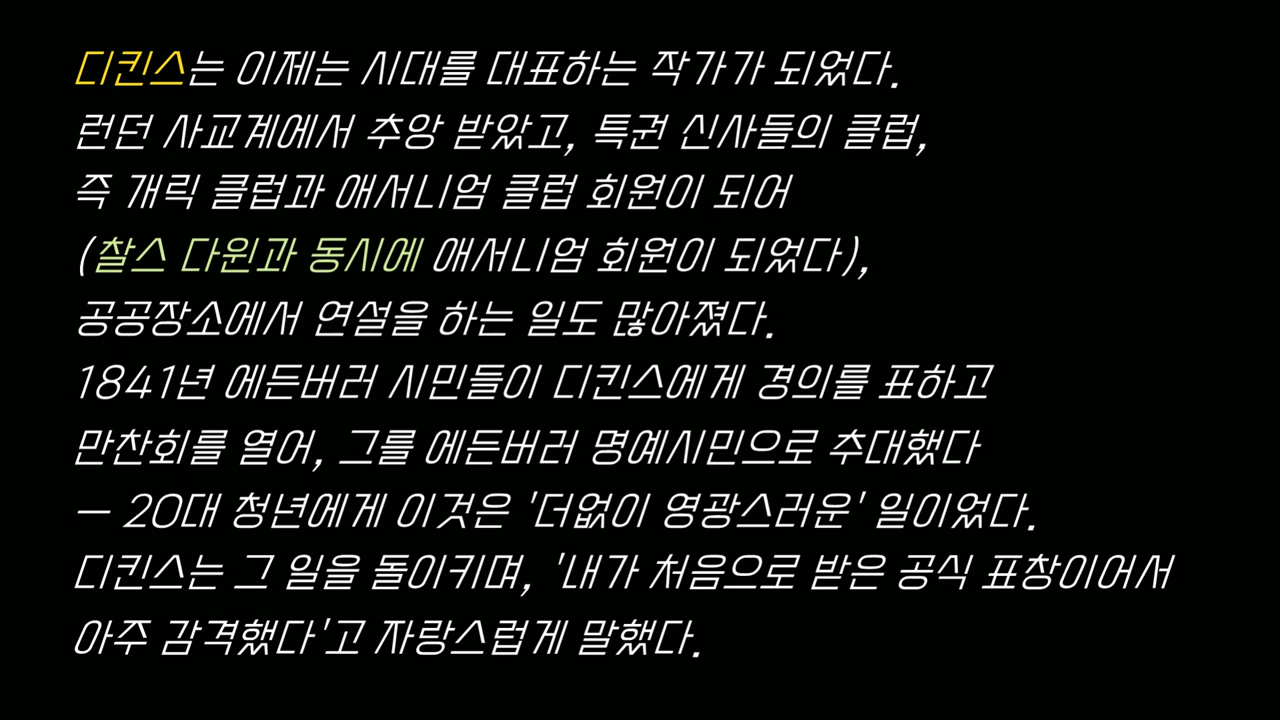 디킨스는 이제는 시대를 대표하는 작가가 되었다.
런던 사교계에서 추앙 받았고, 특권 신사들의 클럽,
즉 개릭 클럽과 애서니엄 클럽 회원이 되어
(찰스 다윈과 동시에 애서니엄 회원이 되었다),
공공장소에서 연설을 하는 일도 많아졌다.
1841년 에든버러 시민들이 디킨스에게 경의를 표하고
만찬회를 열어, 그를 에든버러 명예시민으로 추대했다
— 20대 청년에게 이것은 '더없이 영광스러운' 일이었다.
디킨스는 그 일을 돌이키며, '내가 처음으로 받은 공식 표창이어서
아주 감격했다'고 자랑스럽게 말했다.